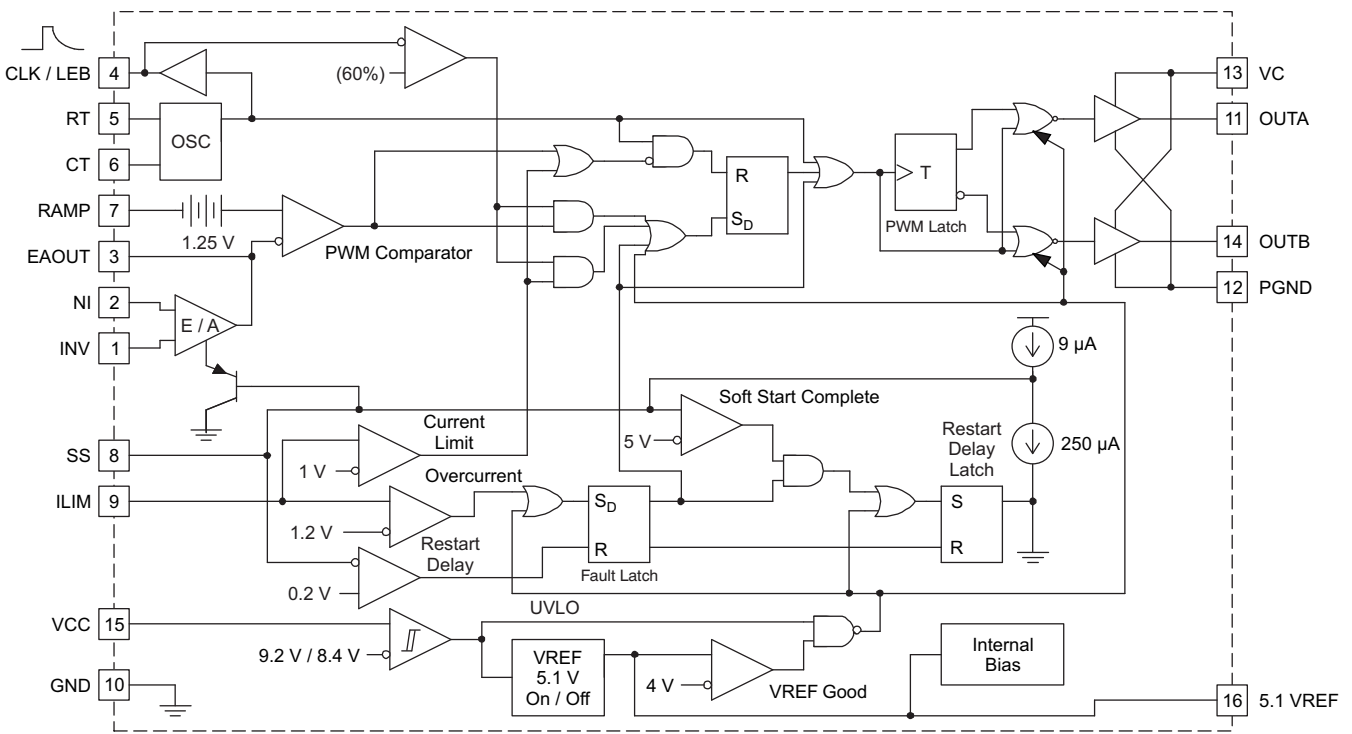 CLK / LEB
4
(60%)
13
VC
RT
5
OSC
11
OUTA
CT
6
R
S_D
T
RAMP
7
1.25 V
PWM Comparator
PWM Latch
EAOUT
3
14
OUTB
NI
2
E / A
12
PGND
INV
1
9 µA
Soft Start Complete
Current
Limit
5 V
Restart
Delay
Latch
250 µA
SS
8
1 V
Overcurrent
ILIM
9
S_D
S
1.2 V
Restart
Delay
R
R
Fault Latch
0.2 V
UVLO
VCC
15
9.2 V / 8.4 V
VREF
5.1 V
On / Off
Internal
Bias
GND
10
4 V
VREF Good
16
5.1 VREF